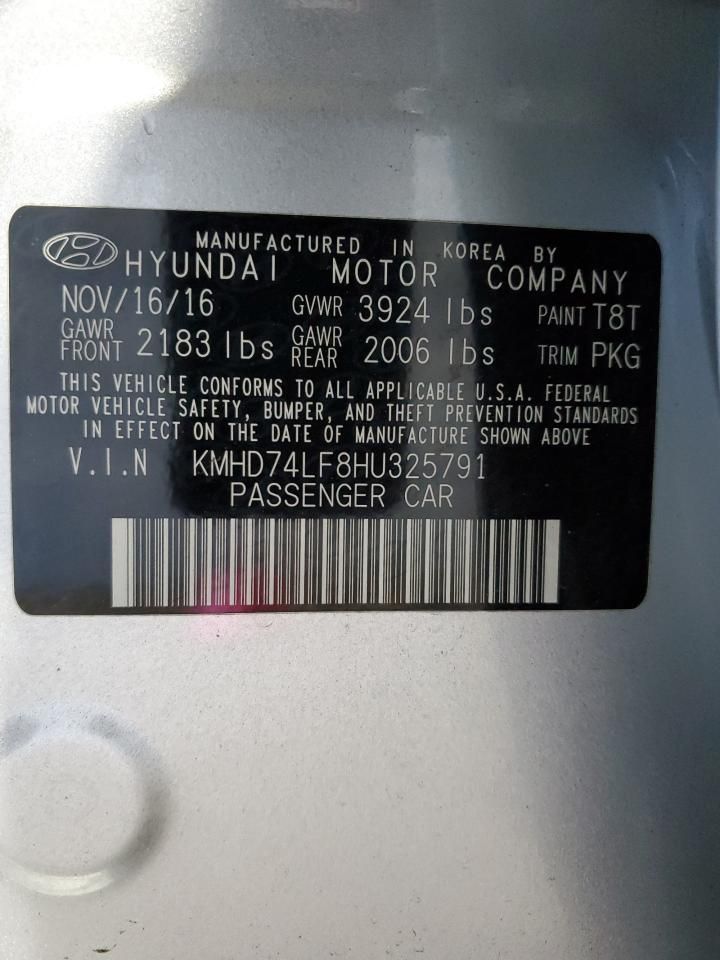 MANUFACTURED IN KOREA BY
HYUNDAI MOTOR COMPANY
NOV/16/16 GVWR 3924 lbs PAINT T8T
GAWR FRONT 2183 lbs GAWR REAR 2006 lbs TRIM PKG
THIS VEHICLE CONFORMS TO ALL APPLICABLE U.S.A. FEDERAL
MOTOR VEHICLE SAFETY, BUMPER, AND THEFT PREVENTION STANDARDS
IN EFFECT ON THE DATE OF MANUFACTURE SHOWN ABOVE
V.I.N KMHD74LF8HU325791
PASSENGER CAR